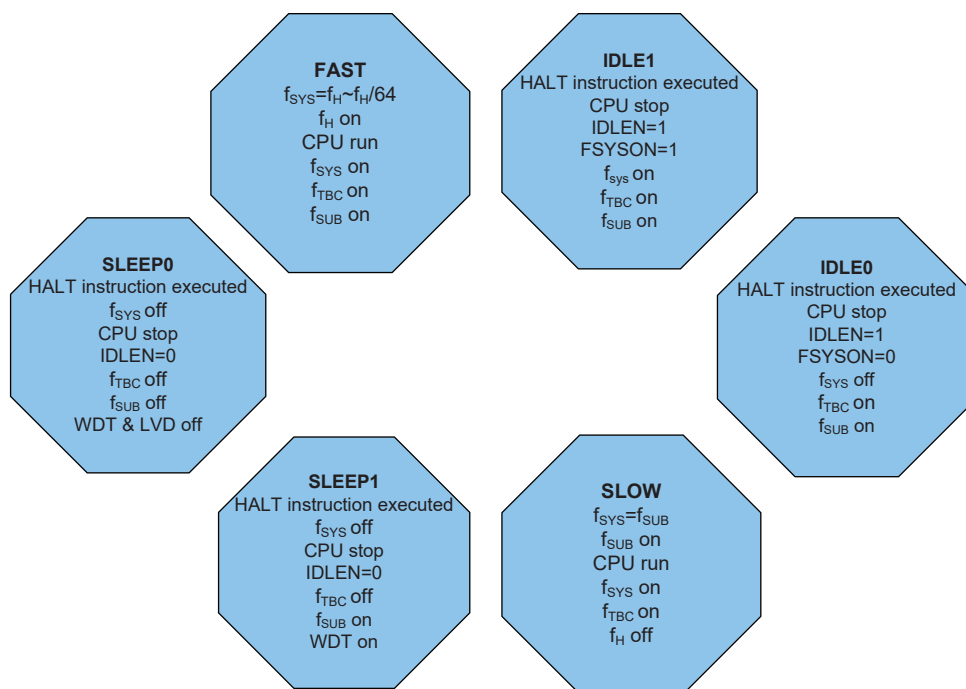 FAST
fSYS=fH~fH/64
fH on
CPU run
fSYS on
fTBC on
fSUB on
IDLE1
HALT instruction executed
CPU stop
IDLEN=1
FSYSON=1
fsys on
fTBC on
fSUB on
SLEEP0
HALT instruction executed
fSYS off
CPU stop
IDLEN=0
fTBC off
fSUB off
WDT & LVD off
IDLE0
HALT instruction executed
CPU stop
IDLEN=1
FSYSON=0
fSYS off
fTBC on
fSUB on
SLEEP1
HALT instruction executed
fSYS off
CPU stop
IDLEN=0
fTBC off
fSUB on
WDT on
SLOW
fSYS=fSUB
fSUB on
CPU run
fSYS on
fTBC on
fH off